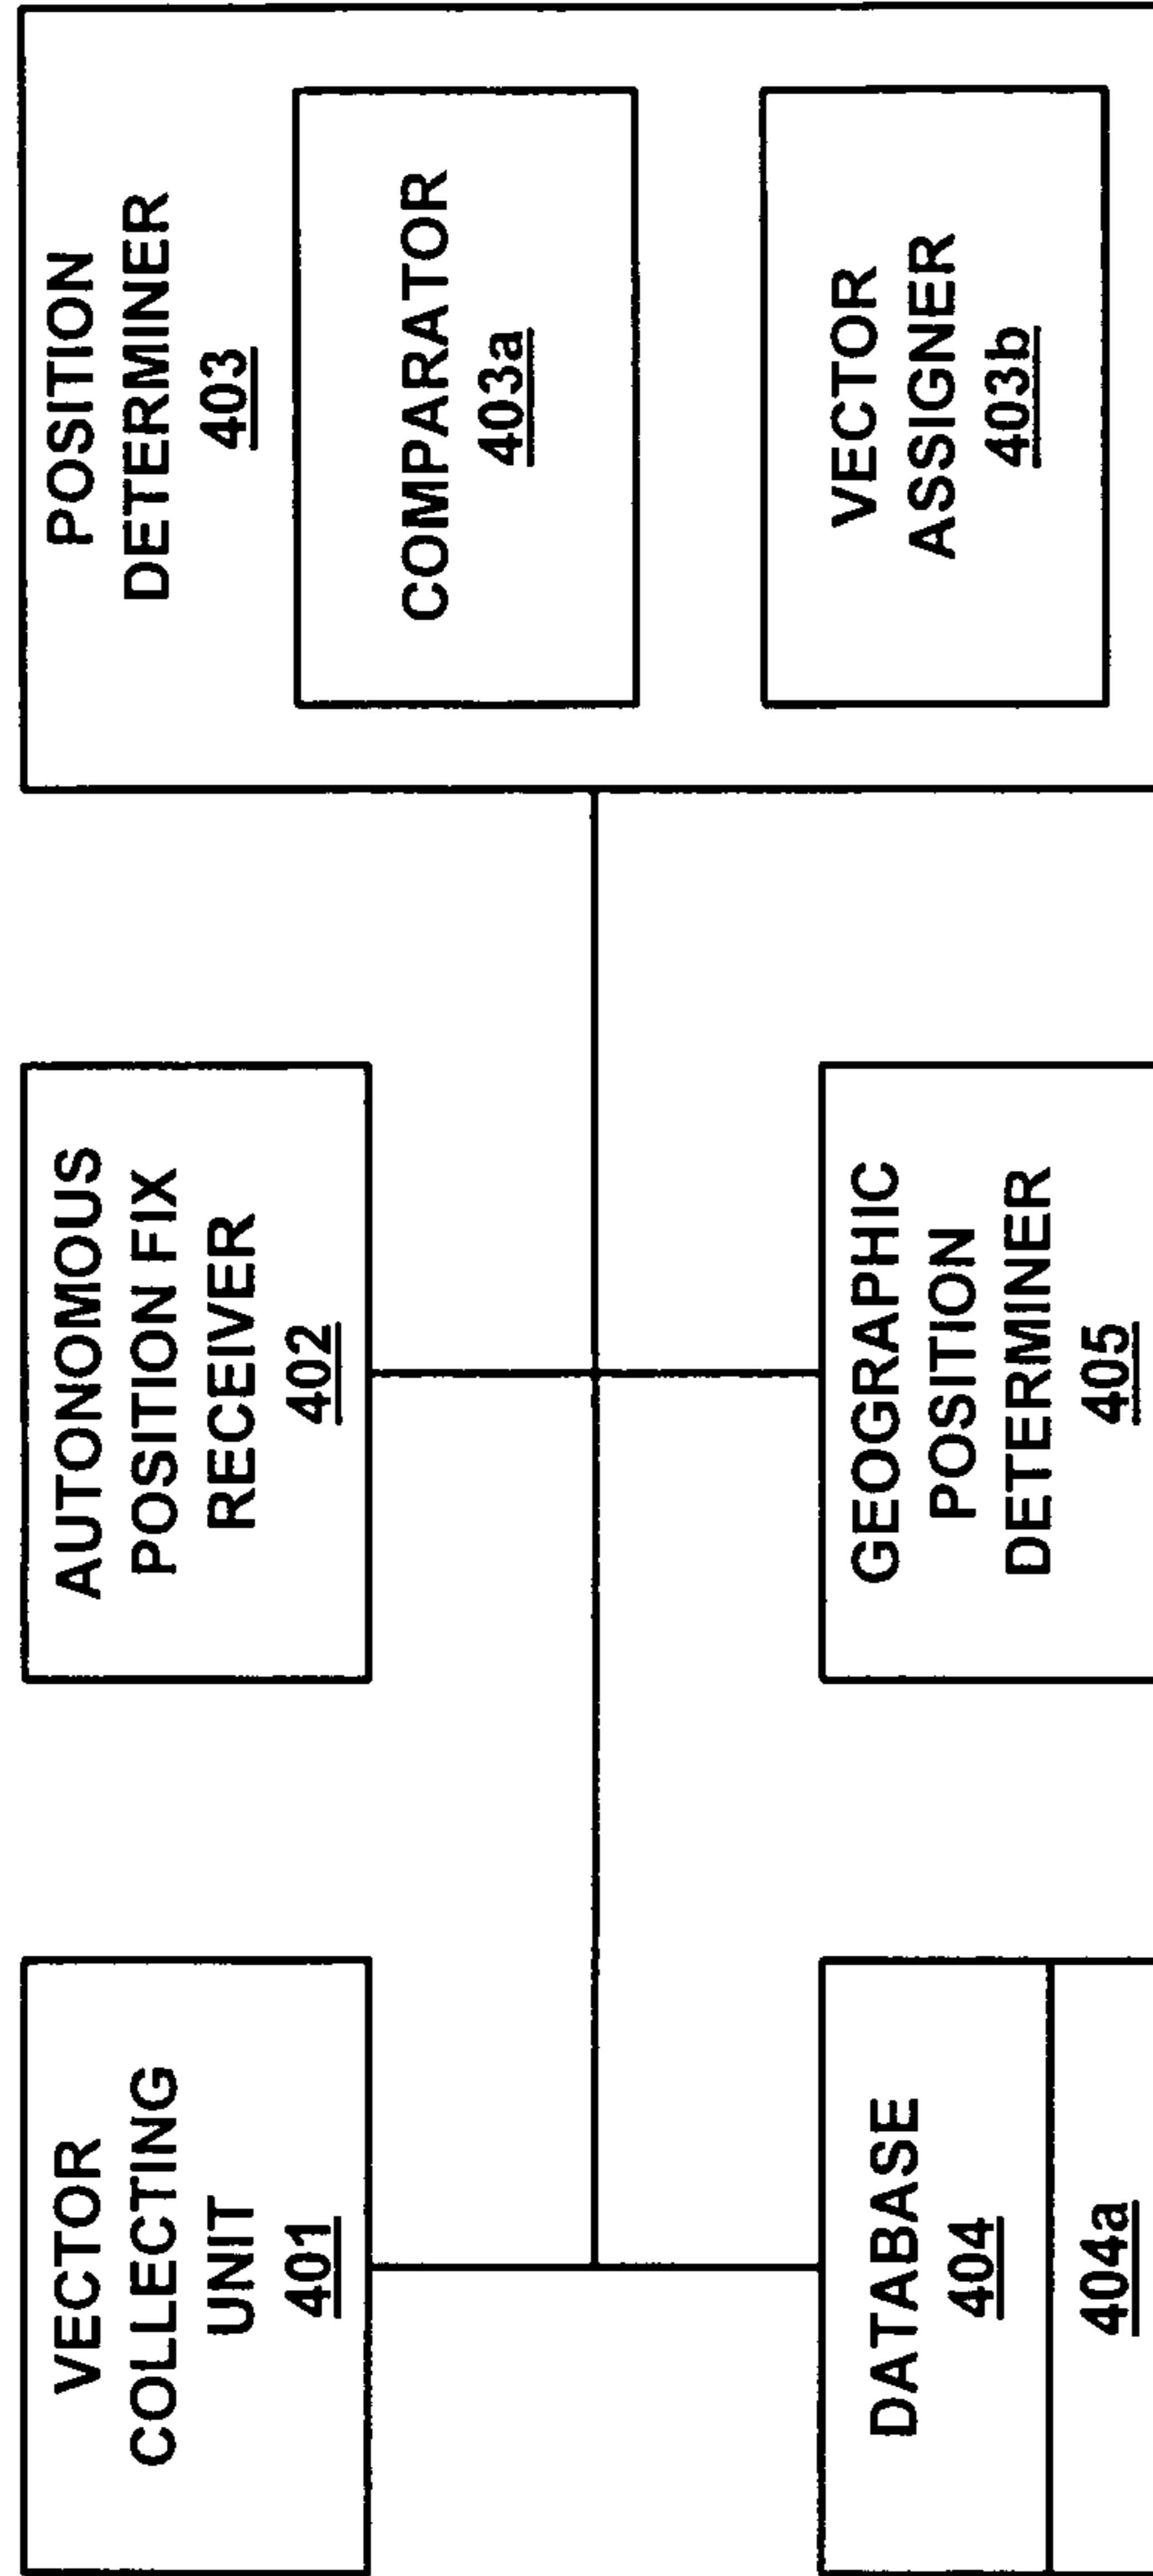 VECTOR
COLLECTING
UNIT
401
AUTONOMOUS
POSITION FIX
RECEIVER
402
POSITION
DETERMINER
403
COMPARATOR
403a
VECTOR
ASSIGNER
403b
DATABASE
404
404a
GEOGRAPHIC
POSITION
DETERMINER
405